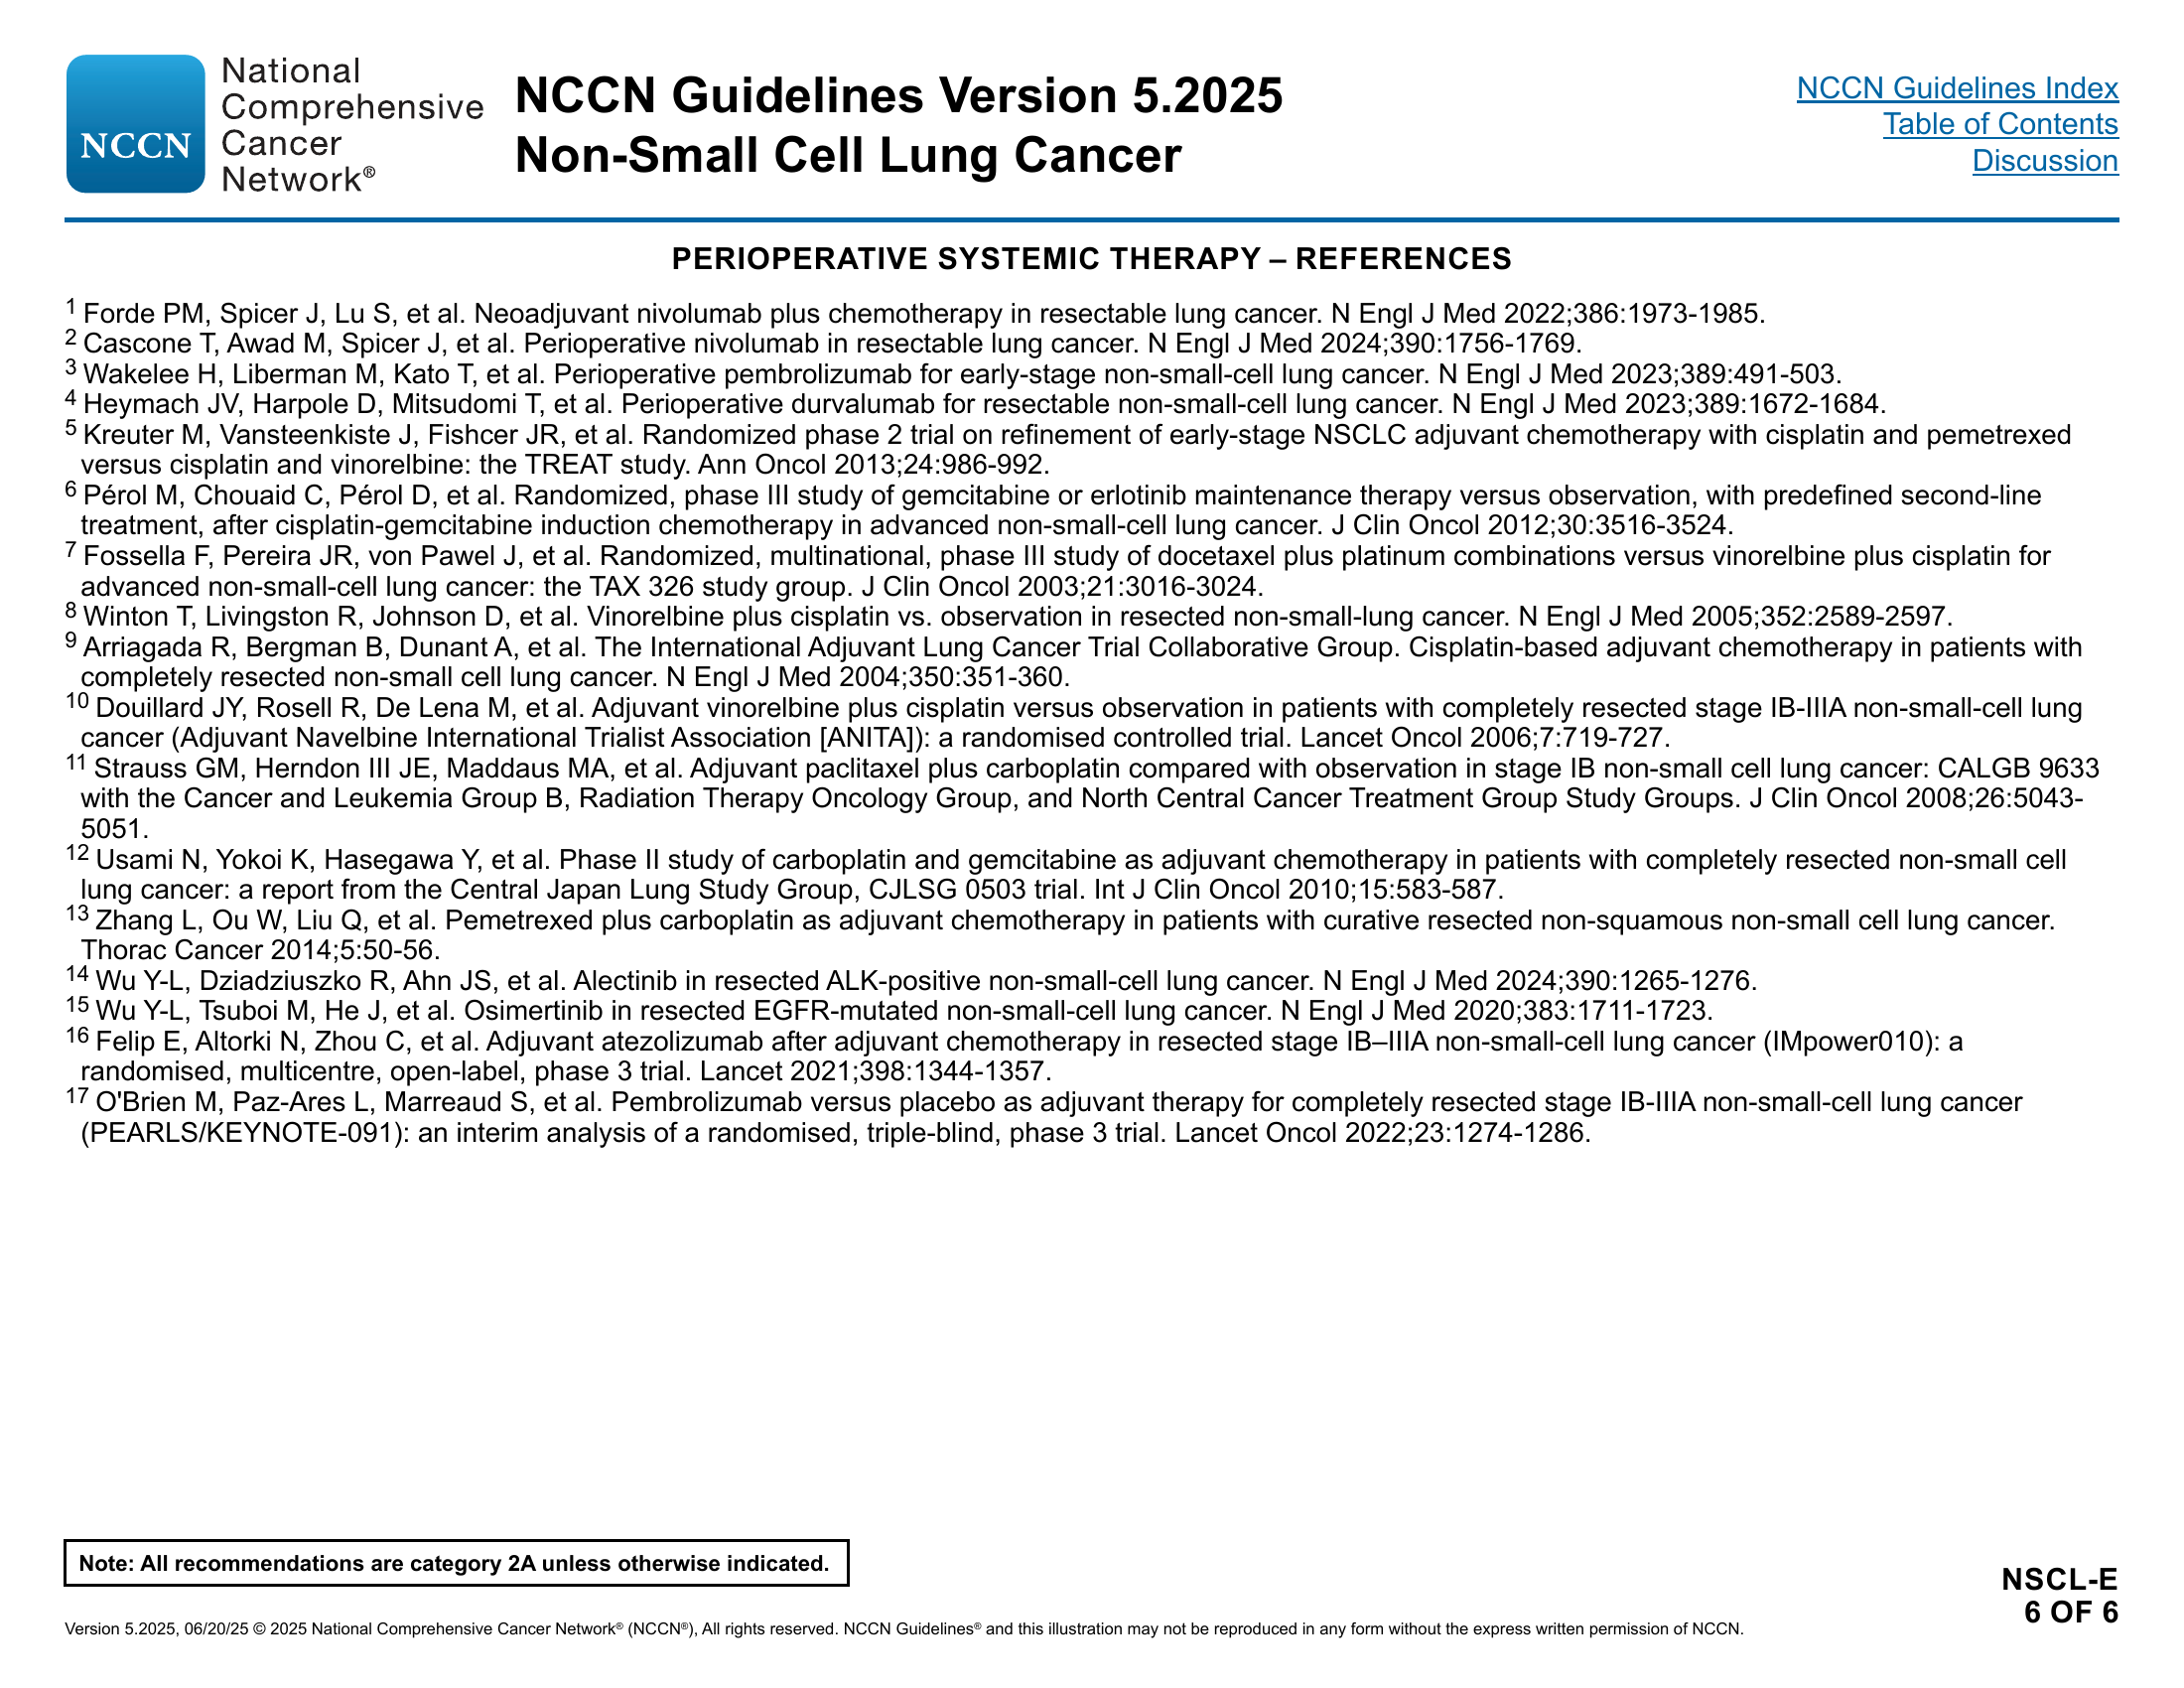 NCCN
National
Comprehensive
Cancer
Network®
NCCN Guidelines Version 5.2025
Non-Small Cell Lung Cancer
NCCN Guidelines Index
Table of Contents
Discussion
PERIOPERATIVE SYSTEMIC THERAPY – REFERENCES
1 Forde PM, Spicer J, Lu S, et al. Neoadjuvant nivolumab plus chemotherapy in resectable lung cancer. N Engl J Med 2022;386:1973-1985.
2 Cascone T, Awad M, Spicer J, et al. Perioperative nivolumab in resectable lung cancer. N Engl J Med 2024;390:1756-1769.
3 Wakelee H, Liberman M, Kato T, et al. Perioperative pembrolizumab for early-stage non-small-cell lung cancer. N Engl J Med 2023;389:491-503.
4 Heymach JV, Harpole D, Mitsudomi T, et al. Perioperative durvalumab for resectable non-small-cell lung cancer. N Engl J Med 2023;389:1672-1684.
5 Kreuter M, Vansteenkiste J, Fishcer JR, et al. Randomized phase 2 trial on refinement of early-stage NSCLC adjuvant chemotherapy with cisplatin and pemetrexed
versus cisplatin and vinorelbine: the TREAT study. Ann Oncol 2013;24:986-992.
6 Pérol M, Chouaid C, Pérol D, et al. Randomized, phase III study of gemcitabine or erlotinib maintenance therapy versus observation, with predefined second-line
treatment, after cisplatin-gemcitabine induction chemotherapy in advanced non-small-cell lung cancer. J Clin Oncol 2012;30:3516-3524.
7 Fossella F, Pereira JR, von Pawel J, et al. Randomized, multinational, phase III study of docetaxel plus platinum combinations versus vinorelbine plus cisplatin for
advanced non-small-cell lung cancer: the TAX 326 study group. J Clin Oncol 2003;21:3016-3024.
8 Winton T, Livingston R, Johnson D, et al. Vinorelbine plus cisplatin vs. observation in resected non-small-lung cancer. N Engl J Med 2005;352:2589-2597.
9 Arriagada R, Bergman B, Dunant A, et al. The International Adjuvant Lung Cancer Trial Collaborative Group. Cisplatin-based adjuvant chemotherapy in patients with
completely resected non-small cell lung cancer. N Engl J Med 2004;350:351-360.
10 Douillard JY, Rosell R, De Lena M, et al. Adjuvant vinorelbine plus cisplatin versus observation in patients with completely resected stage IB-IIIA non-small-cell lung
cancer (Adjuvant Navelbine International Trialist Association [ANITA]): a randomised controlled trial. Lancet Oncol 2006;7:719-727.
11 Strauss GM, Herndon III JE, Maddaus MA, et al. Adjuvant paclitaxel plus carboplatin compared with observation in stage IB non-small cell lung cancer: CALGB 9633
with the Cancer and Leukemia Group B, Radiation Therapy Oncology Group, and North Central Cancer Treatment Group Study Groups. J Clin Oncol 2008;26:5043-
5051.
12 Usami N, Yokoi K, Hasegawa Y, et al. Phase II study of carboplatin and gemcitabine as adjuvant chemotherapy in patients with completely resected non-small cell
lung cancer: a report from the Central Japan Lung Study Group, CJLSG 0503 trial. Int J Clin Oncol 2010;15:583-587.
13 Zhang L, Ou W, Liu Q, et al. Pemetrexed plus carboplatin as adjuvant chemotherapy in patients with curative resected non-squamous non-small cell lung cancer.
Thorac Cancer 2014;5:50-56.
14 Wu Y-L, Dziadziuszko R, Ahn JS, et al. Alectinib in resected ALK-positive non-small-cell lung cancer. N Engl J Med 2024;390:1265-1276.
15 Wu Y-L, Tsuboi M, He J, et al. Osimertinib in resected EGFR-mutated non-small-cell lung cancer. N Engl J Med 2020;383:1711-1723.
16 Felip E, Altorki N, Zhou C, et al. Adjuvant atezolizumab after adjuvant chemotherapy in resected stage IB–IIIA non-small-cell lung cancer (IMpower010): a
randomised, multicentre, open-label, phase 3 trial. Lancet 2021;398:1344-1357.
17 O'Brien M, Paz-Ares L, Marreaud S, et al. Pembrolizumab versus placebo as adjuvant therapy for completely resected stage IB-IIIA non-small-cell lung cancer
(PEARLS/KEYNOTE-091): an interim analysis of a randomised, triple-blind, phase 3 trial. Lancet Oncol 2022;23:1274-1286.
Note: All recommendations are category 2A unless otherwise indicated.
NSCL-E
6 OF 6
Version 5.2025, 06/20/25 © 2025 National Comprehensive Cancer Network® (NCCN®), All rights reserved. NCCN Guidelines® and this illustration may not be reproduced in any form without the express written permission of NCCN.